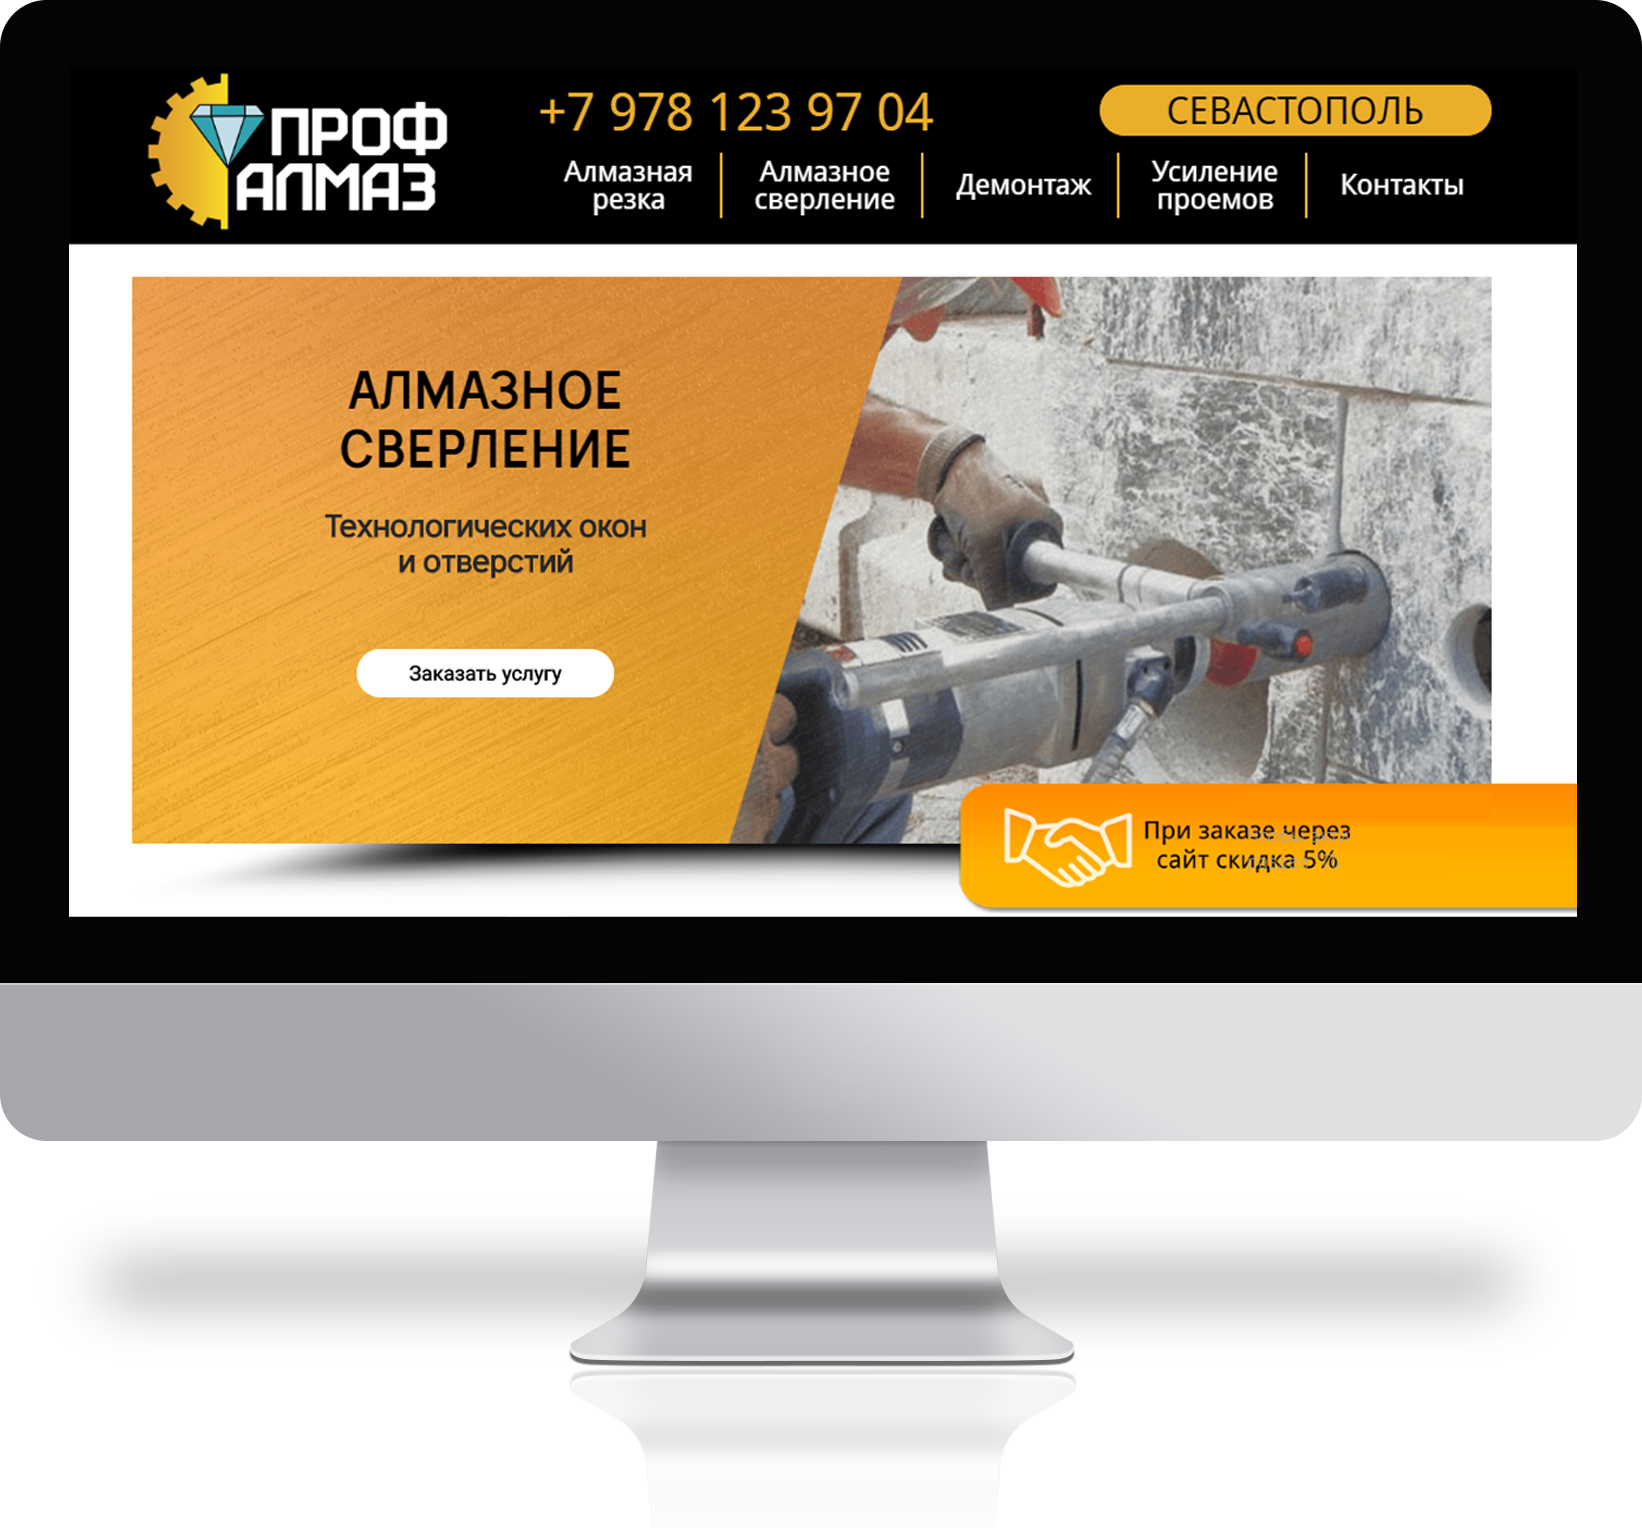 ПРОФ
АЛМАЗ
+7 978 123 97 04
СЕВАСТОПОЛЬ
Алмазная
резка
Алмазное
сверление
Демонтаж
Усиление
проемов
Контакты
АЛМАЗНОЕ
СВЕРЛЕНИЕ
Технологических окон
и отверстий
Заказать услугу
При заказе через
сайт скидка 5%